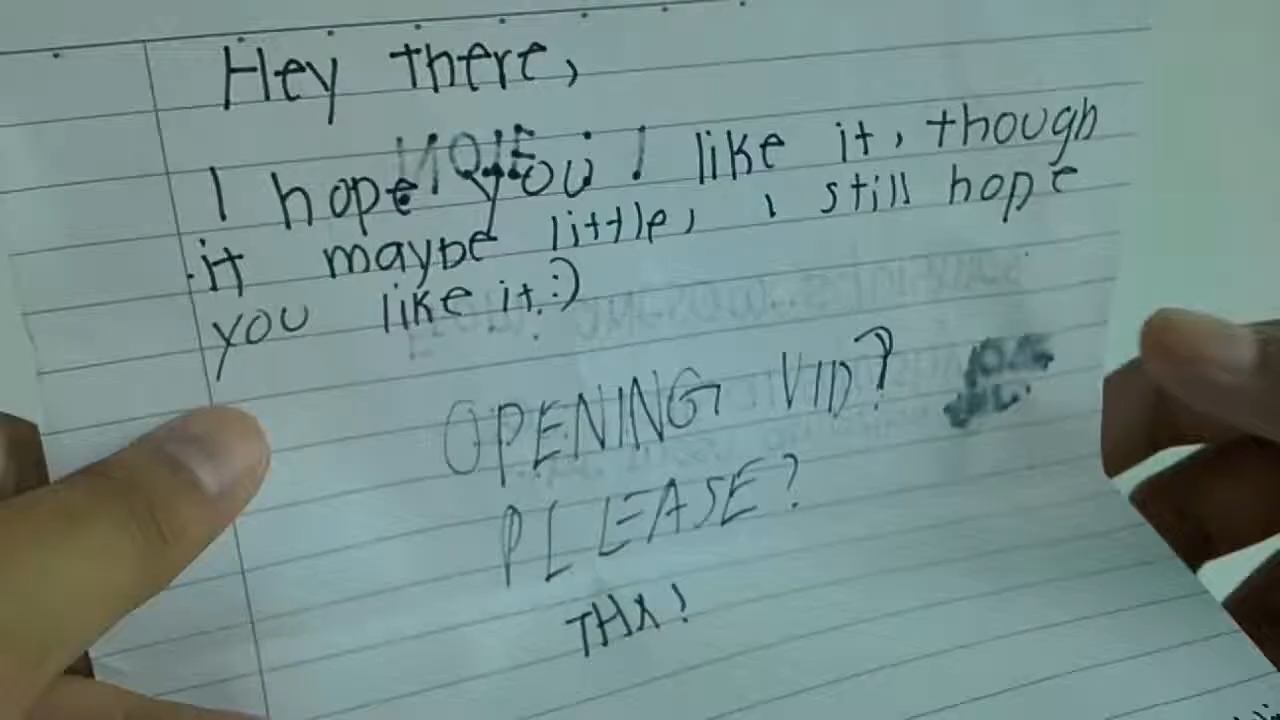 Hey there,
I hope you ! like it, though
it maybe little, i still hope
you like it. :)
OPENING VID?
PLEASE?
THX!